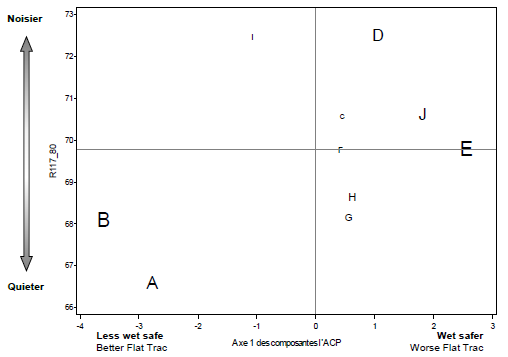 Noisier
73
72
71
70
69
68
67
66
R117_80
I
D
C
J
F
E
H
G
B
A
Quieter
-4 -3 -2 -1 0 1 2 3
Less wet safe
Better Flat Trac
Axe 1 des composantes l'ACP
Wet safer
Worse Flat Trac